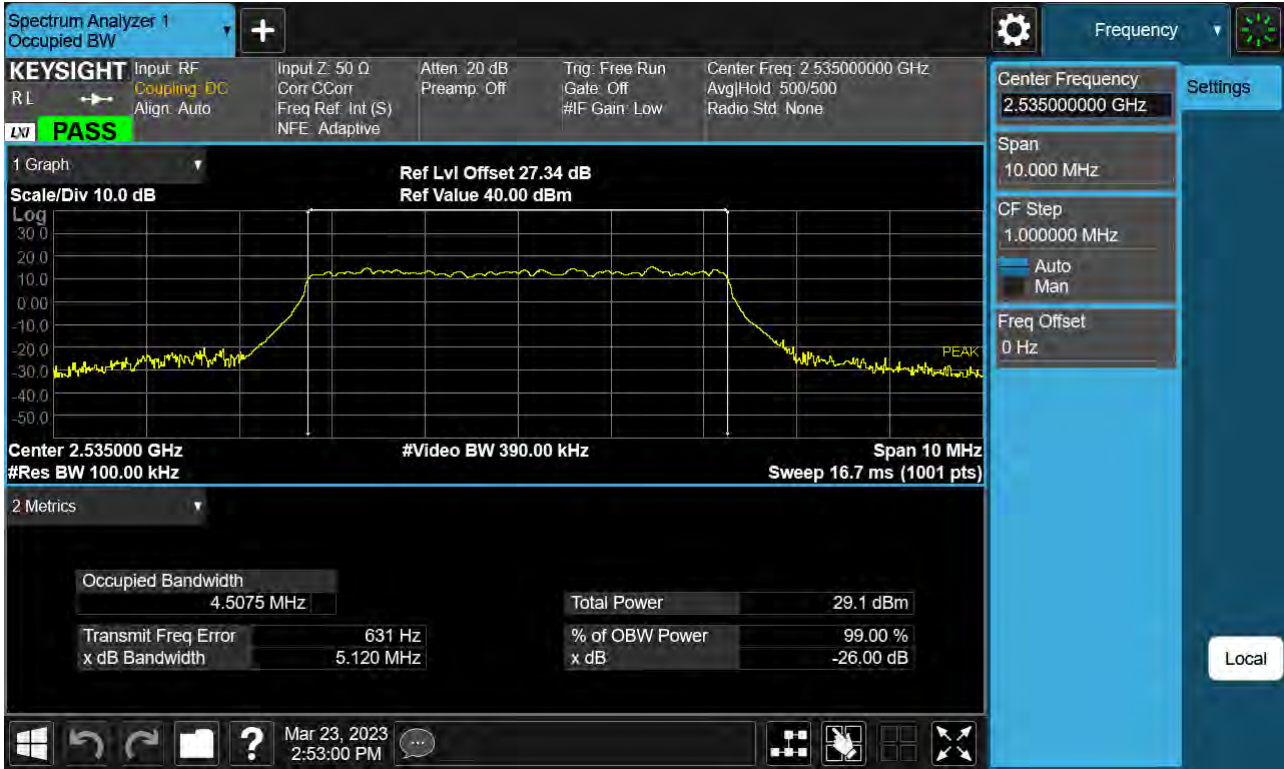 Spectrum Analyzer 1
Occupied BW
Frequency
KEYSIGHT
R L
LXI
PASS
Input: RF
Coupling: DC
Align: Auto
Input Z: 50 Ω
Corr CCorr
Freq Ref: Int (S)
NFE: Adaptive
Atten: 20 dB
Preamp: Off
Trig: Free Run
Gate: Off
#IF Gain: Low
Center Freq: 2.535000000 GHz
Avg|Hold: 500/500
Radio Std: None
Center Frequency
2.535000000 GHz
Settings
Span
10.000 MHz
CF Step
1.000000 MHz
Auto
Man
Freq Offset
0 Hz
Local
1 Graph
Scale/Div 10.0 dB
Ref Lvl Offset 27.34 dB
Ref Value 40.00 dBm
Log
30.0
20.0
10.0
0.00
-10.0
-20.0
-30.0
-40.0
-50.0
PEAK
Center 2.535000 GHz
#Video BW 390.00 kHz
Span 10 MHz
#Res BW 100.00 kHz
Sweep 16.7 ms (1001 pts)
2 Metrics
Occupied Bandwidth
4.5075 MHz
Transmit Freq Error 631 Hz
x dB Bandwidth 5.120 MHz
Total Power 29.1 dBm
% of OBW Power 99.00 %
x dB -26.00 dB
Mar 23, 2023
2:53:00 PM